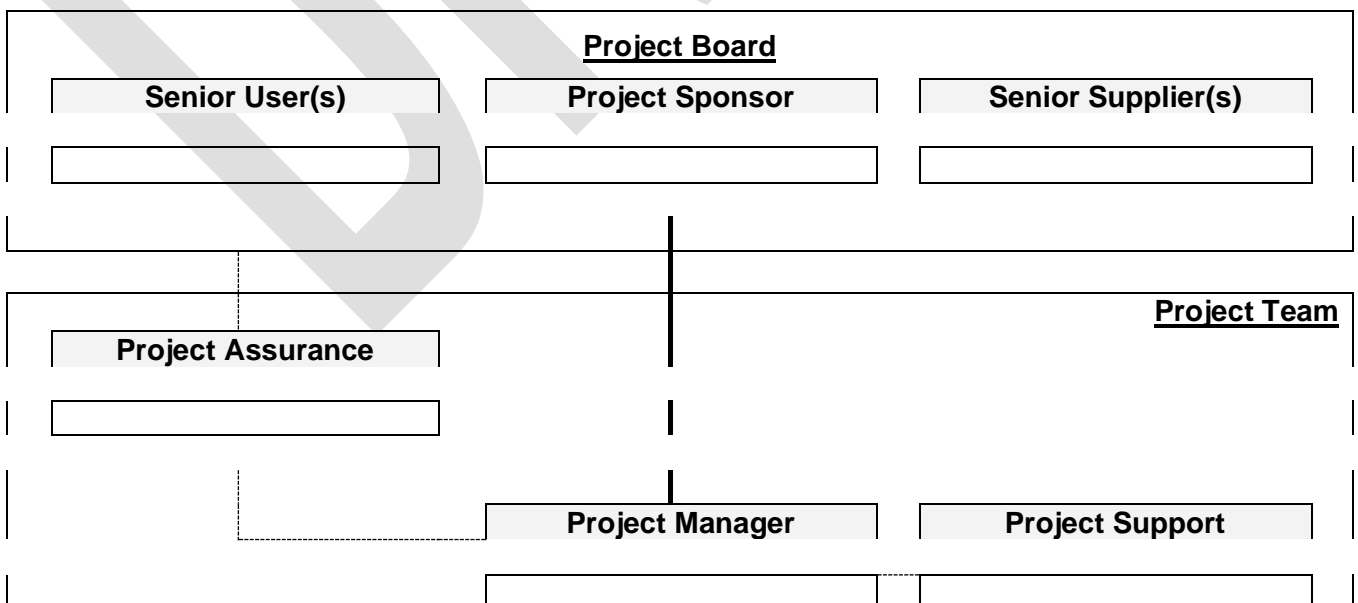 Project Board
Senior User(s) Project Sponsor Senior Supplier(s)
Project Team
Project Assurance
Project Manager Project Support